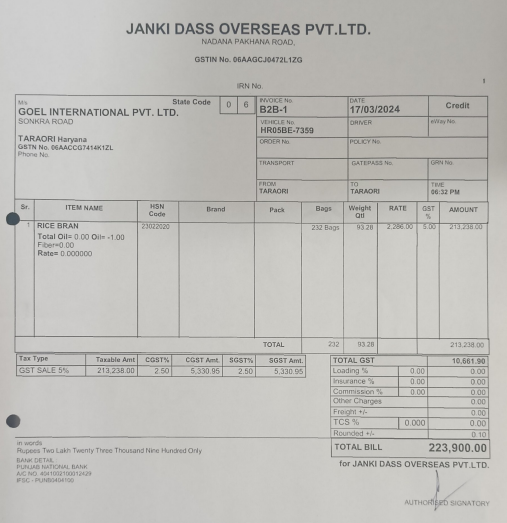 JANKI DASS OVERSEAS PVT.LTD.
NADANA PAKHANA ROAD,
GSTIN No. 06AAGCJ0472L1ZG
IRN No.
1
M/s
State Code 0 6
GOEL INTERNATIONAL PVT. LTD.
SONKRA ROAD
TARAORI Haryana
GSTN No. 06AACCG7414K1ZL
Phone No.
INVOICE No.
B2B-1
DATE
17/03/2024
Credit
VEHICLE No.
HR05BE-7359
DRIVER
eWay No.
ORDER No.
POLICY No.
TRANSPORT
GATEPASS No.
GRN No.
FROM
TARAORI
TO
TARAORI
TIME
06:32 PM
Sr. ITEM NAME HSN Code Brand Pack Bags Weight Qtl RATE GST % AMOUNT
1 RICE BRAN 23022020 232 Bags 93.28 2,286.00 5.00 213,238.00
Total Oil= 0.00 Oil= -1.00
Fiber=0.00
Rate= 0.000000
TOTAL 232 93.28 213,238.00
Tax Type Taxable Amt CGST% CGST Amt. SGST% SGST Amt.
GST SALE 5% 213,238.00 2.50 5,330.95 2.50 5,330.95
TOTAL GST 10,661.90
Loading % 0.00 0.00
Insurance % 0.00 0.00
Commission % 0.00 0.00
Other Charges 0.00
Freight +/- 0.00
TCS % 0.000 0.00
Rounded +/- 0.10
TOTAL BILL 223,900.00
in words
Rupees Two Lakh Twenty Three Thousand Nine Hundred Only
BANK DETAIL :
PUNJAB NATIONAL BANK
A/C NO. 4041002100012429
IFSC - PUNB0404100
for JANKI DASS OVERSEAS PVT.LTD.
AUTHORISED SIGNATORY